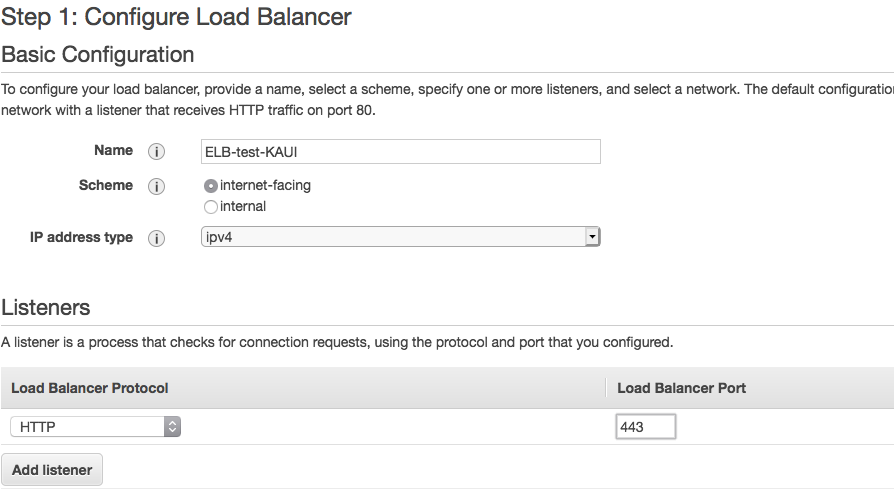 Step 1: Configure Load Balancer
Basic Configuration
To configure your load balancer, provide a name, select a scheme, specify one or more listeners, and select a network. The default
network with a listener that receives HTTP traffic on port 80.
Name i ELB-test-KAUI
Scheme i internet-facing
internal
IP address type i ipv4
Listeners
A listener is a process that checks for connection requests, using the protocol and port that you configured.
Load Balancer Protocol Load Balancer Port
HTTP 443
Add listener